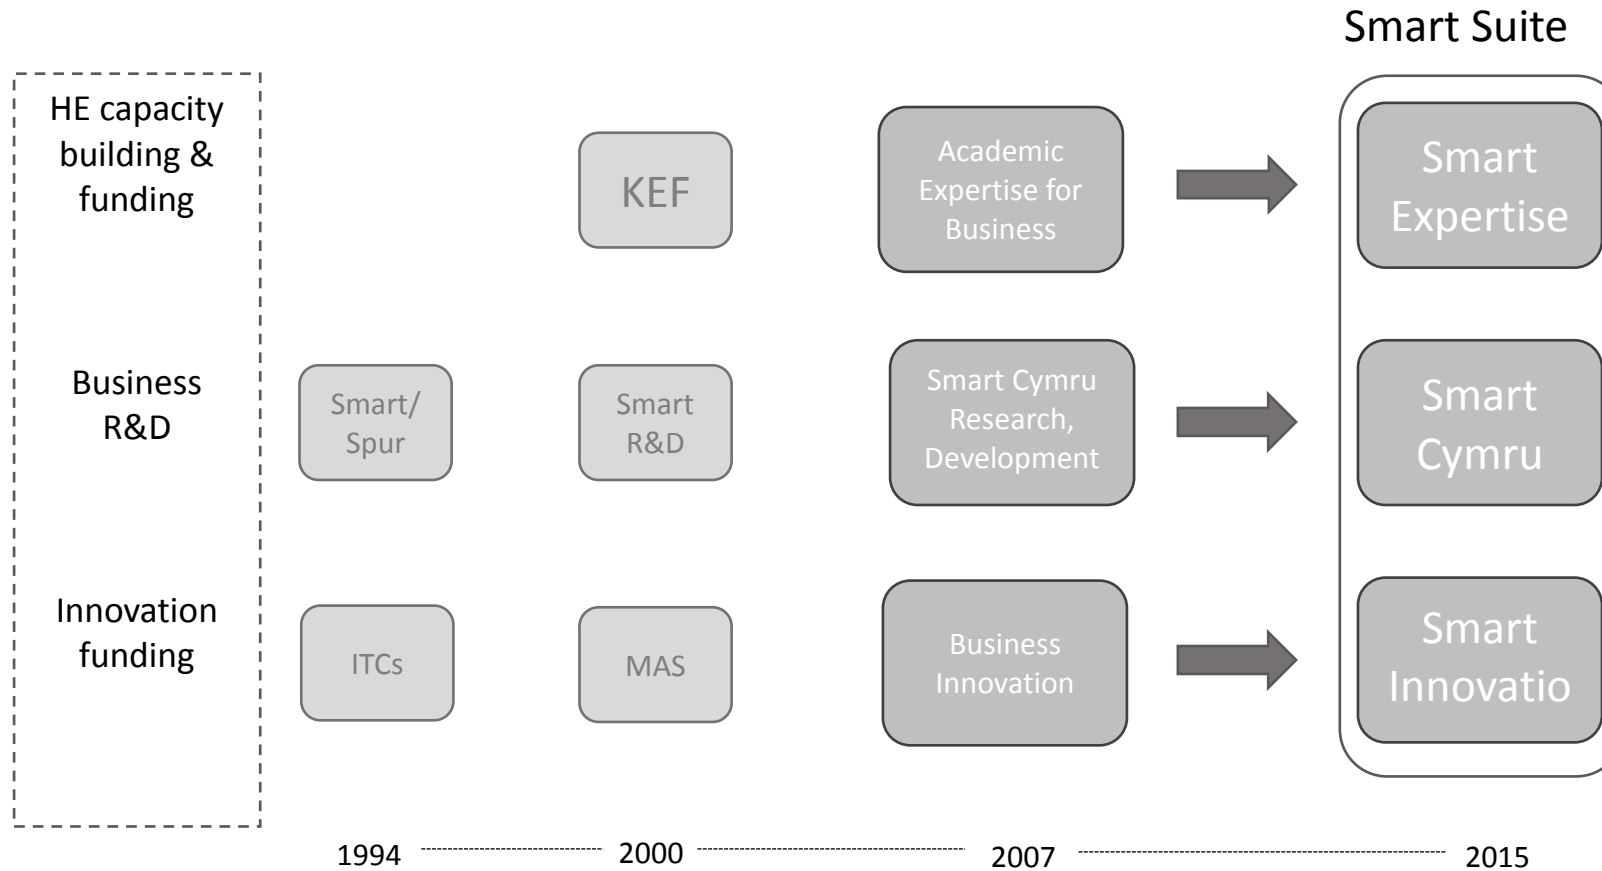 Smart Suite
HE capacity
building &
funding
KEF
Academic
Expertise for
Business
Smart
Expertise
Business
R&D
Smart/
Spur
Smart
R&D
Smart Cymru
Research,
Development
Smart
Cymru
Innovation
funding
ITCs
MAS
Business
Innovation
Smart
Innovatio
1994
2000
2007
2015